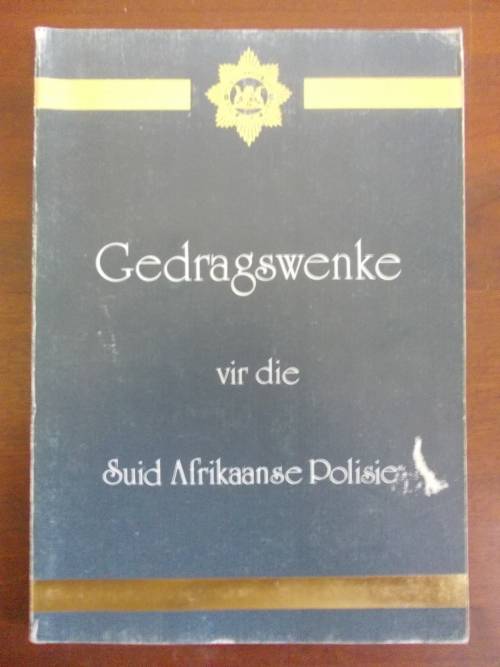 Gedragswenke
vir die
Suid Afrikaanse Polisie